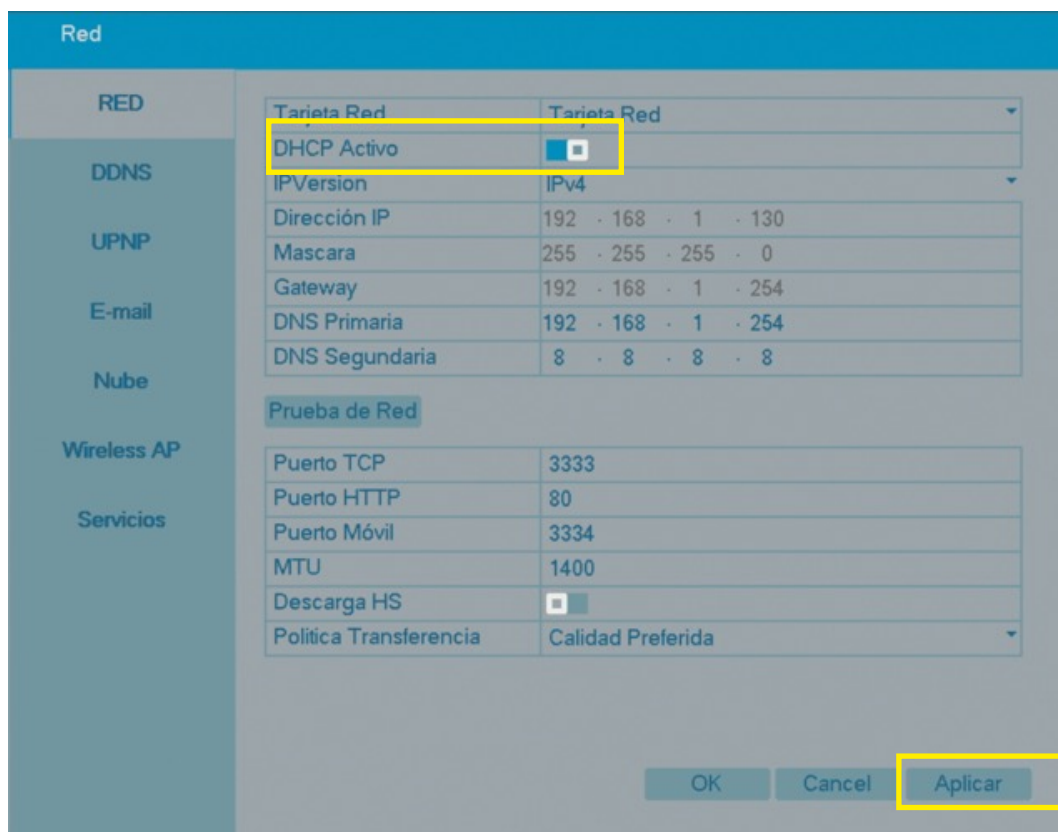 Red
RED
DDNS
UPNP
E-mail
Nube
Wireless AP
Servicios
Tarjeta Red Tarjeta Red
DHCP Activo
IPVersion IPv4
Dirección IP 192 . 168 . 1 . 130
Mascara 255 . 255 . 255 . 0
Gateway 192 . 168 . 1 . 254
DNS Primaria 192 . 168 . 1 . 254
DNS Segundaria 8 . 8 . 8 . 8
Prueba de Red
Puerto TCP 3333
Puerto HTTP 80
Puerto Móvil 3334
MTU 1400
Descarga HS
Politica Transferencia Calidad Preferida
OK Cancel Aplicar